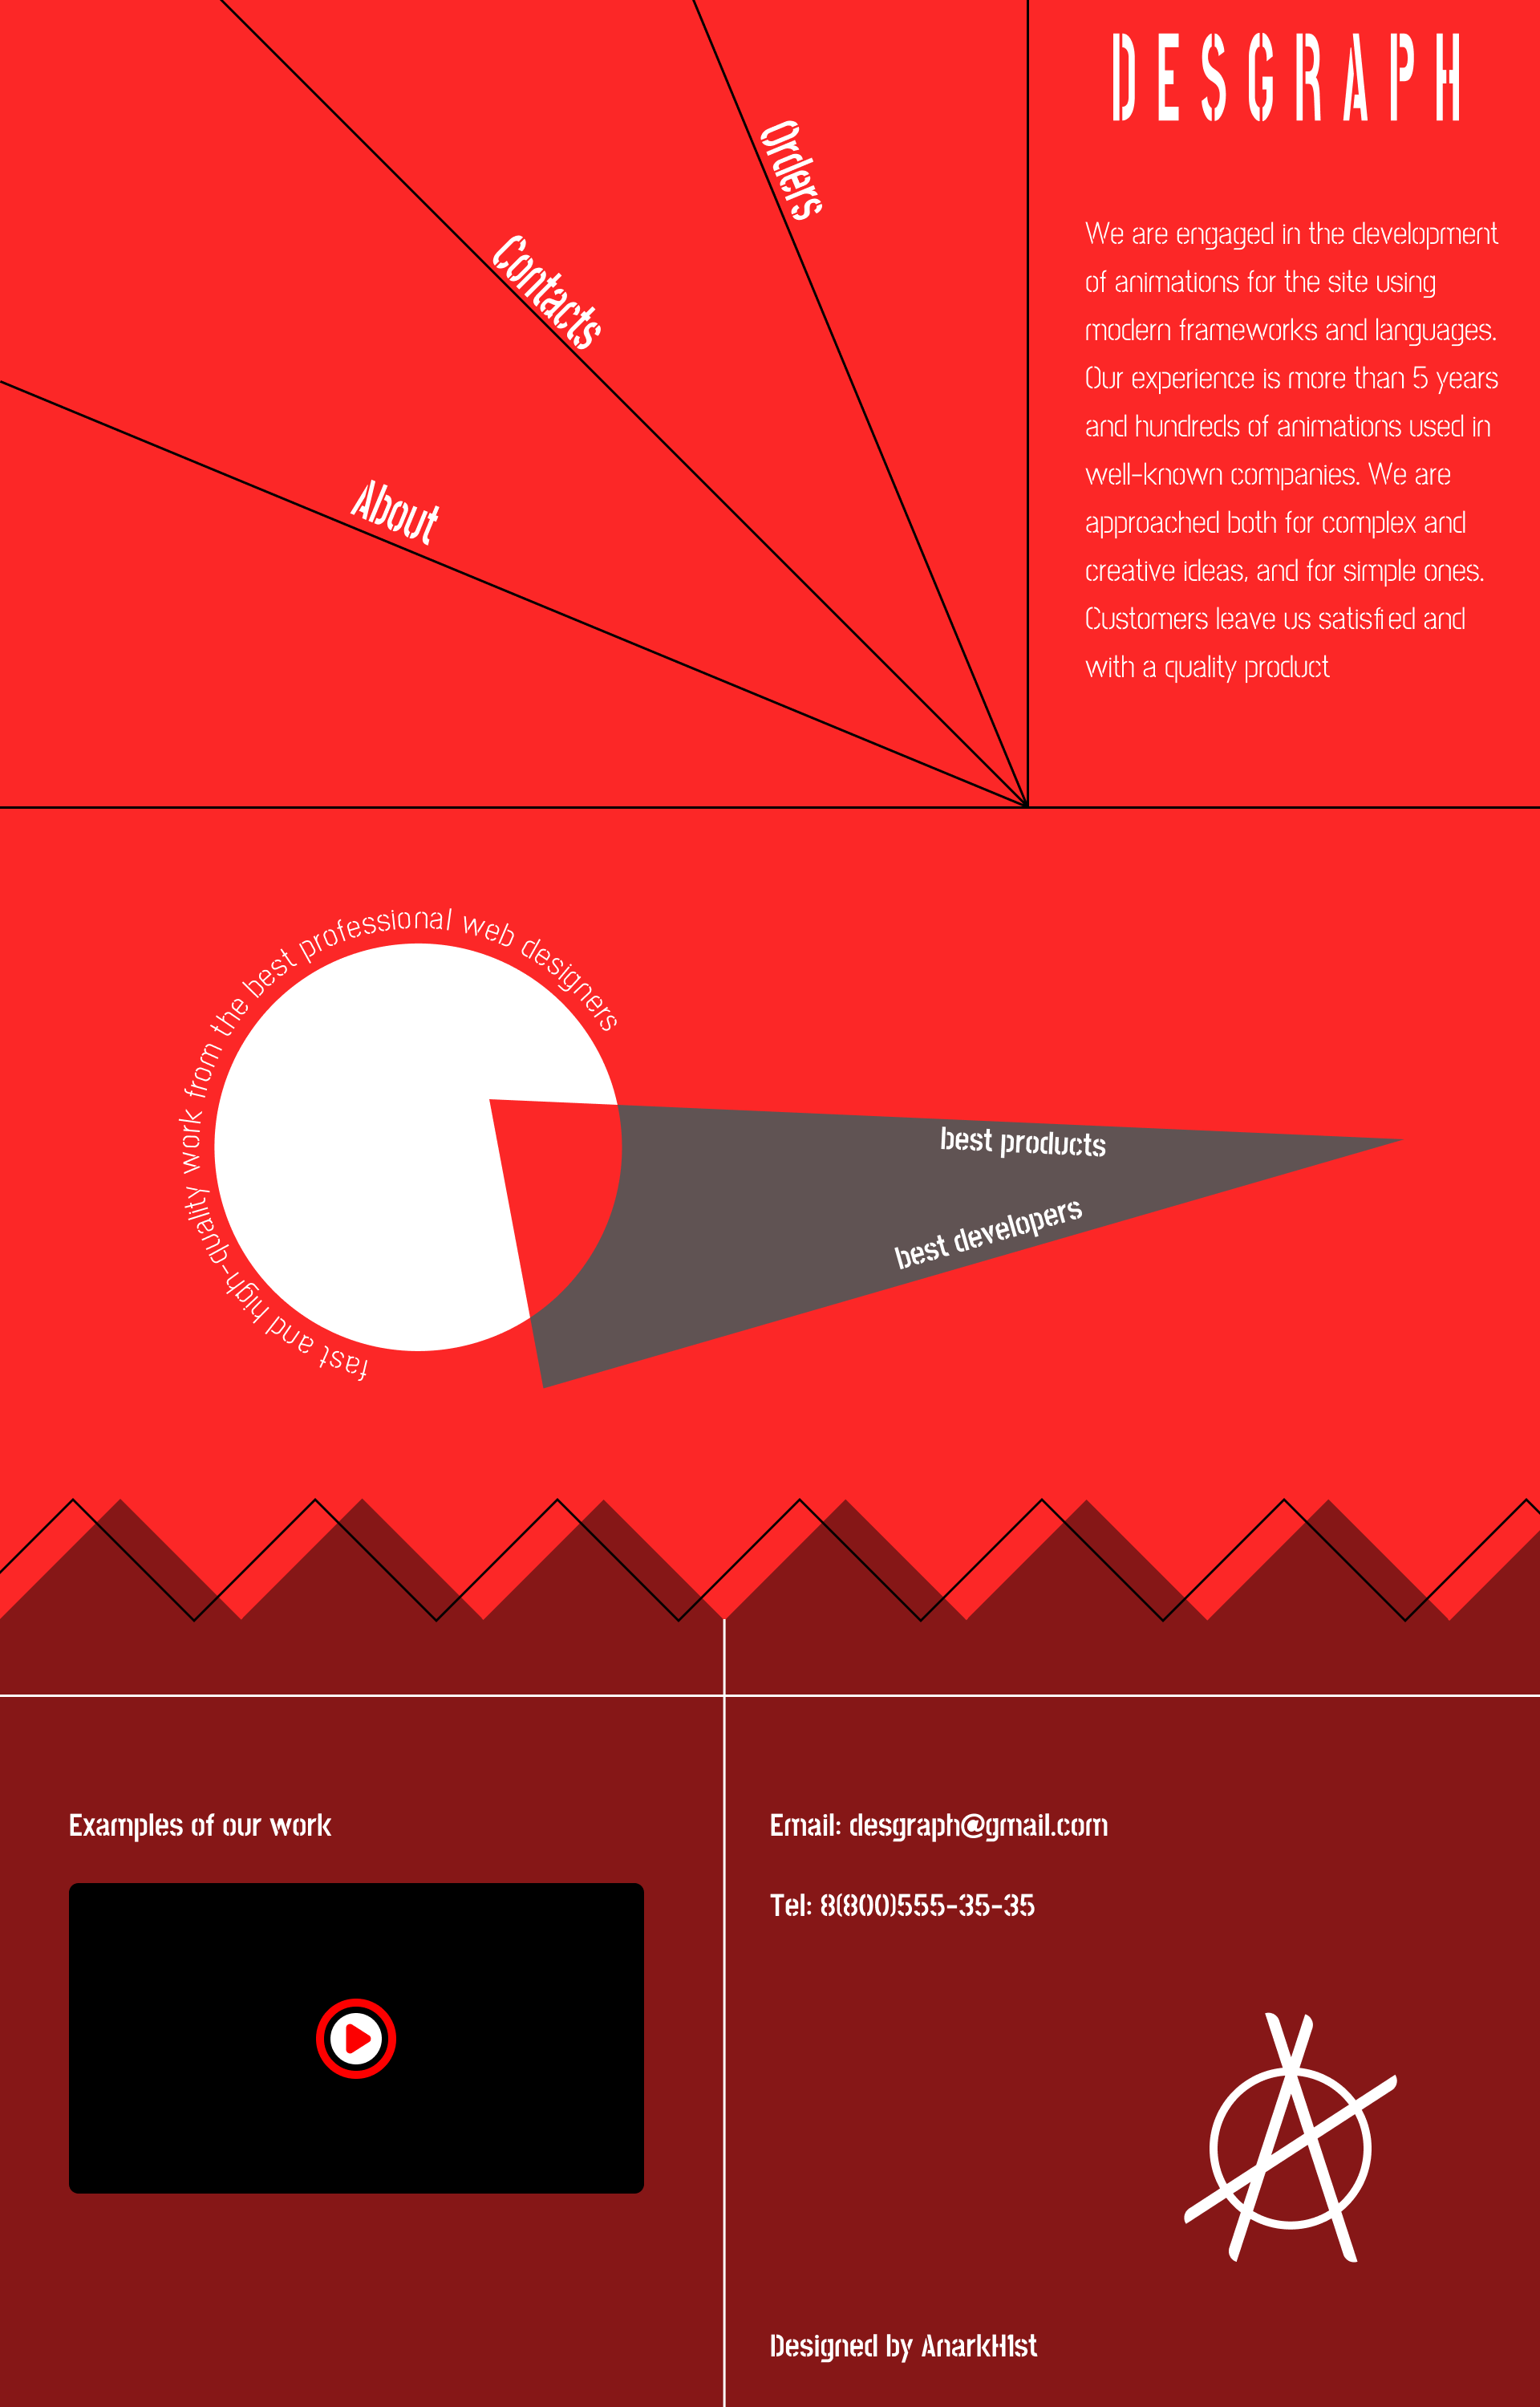 DESGRAPH
Orders
Contacts
About
We are engaged in the development
of animations for the site using
modern frameworks and languages.
Our experience is more than 5 years
and hundreds of animations used in
well-known companies. We are
approached both for complex and
creative ideas, and for simple ones.
Customers leave us satisfied and
with a quality product
fast and high-quality work from the best professional web designers
best products
best developers
Examples of our work
Email: desgraph@gmail.com
Tel: 8(800)555-35-35
Designed by AnarkH1st